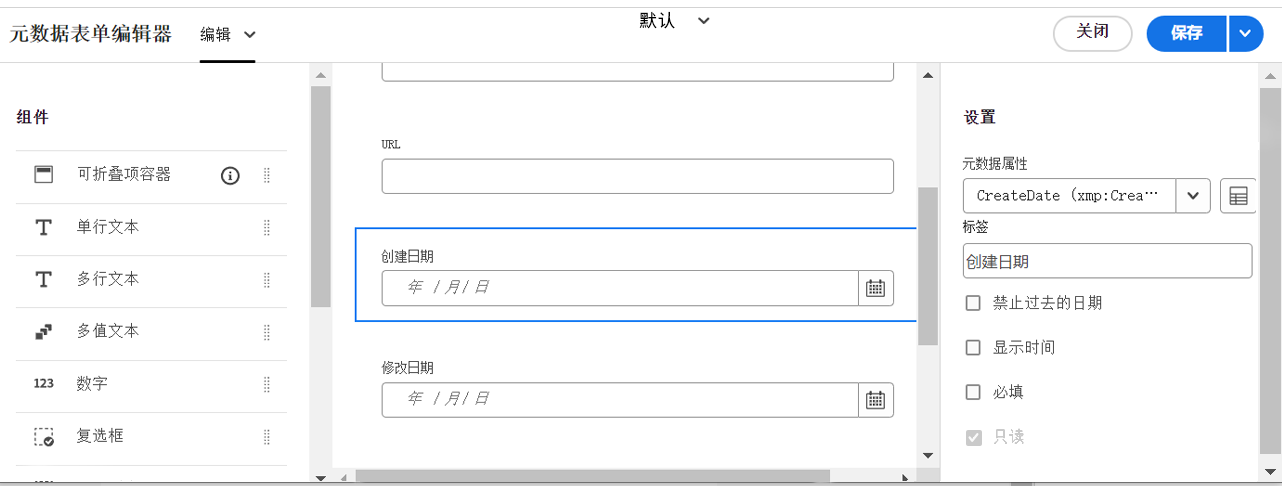 默认
元数据表单编辑器
编辑
关闭
保存
组件
可折叠项容器
单行文本
多行文本
多值文本
123 数字
复选框
URL
创建日期
年 / 月/ 日
修改日期
年 / 月/ 日
设置
元数据属性
CreateDate (xmp:Crea…
标签
创建日期
禁止过去的日期
显示时间
必填
只读